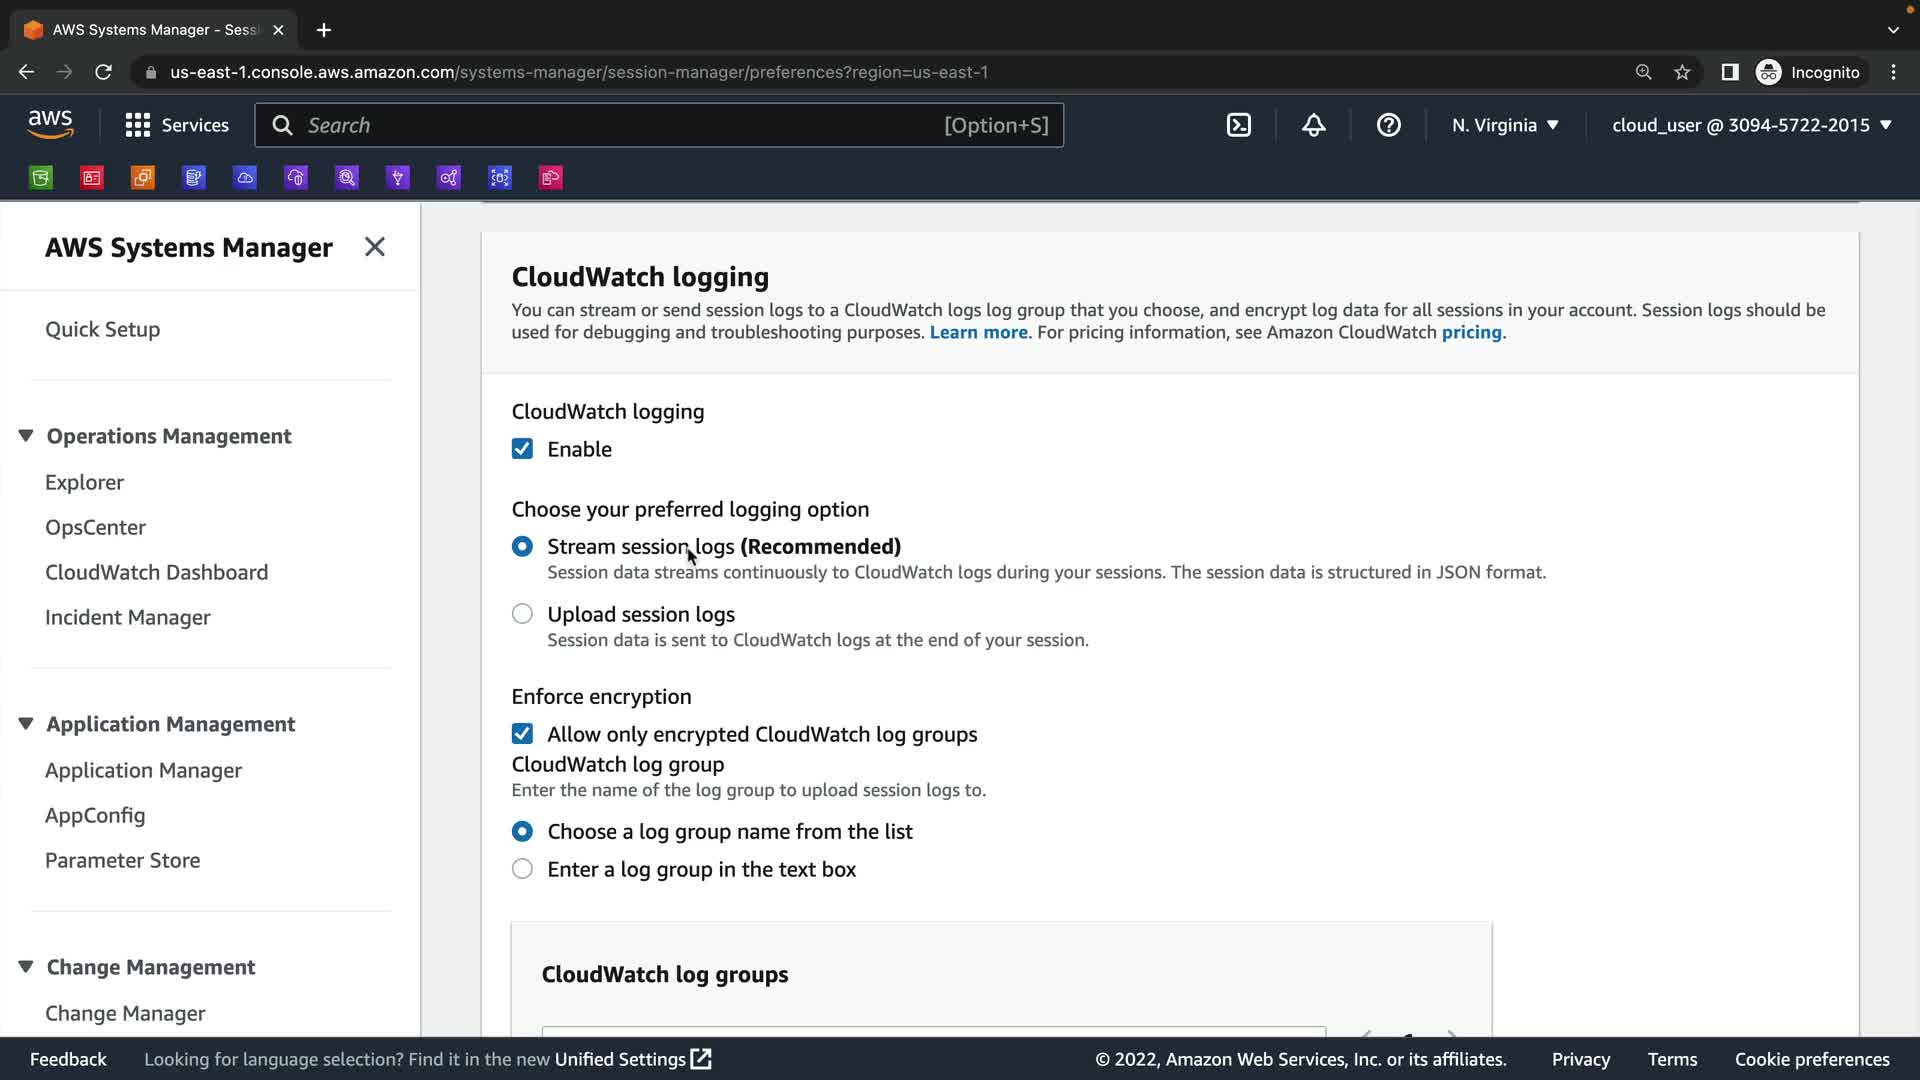 AWS Systems Manager - Sess
us-east-1.console.aws.amazon.com/systems-manager/session-manager/preferences?region=us-east-1
Incognito
aws
Services
Search
[Option+S]
N. Virginia
cloud_user @ 3094-5722-2015
AWS Systems Manager
Quick Setup
Operations Management
Explorer
OpsCenter
CloudWatch Dashboard
Incident Manager
Application Management
Application Manager
AppConfig
Parameter Store
Change Management
Change Manager
CloudWatch logging
You can stream or send session logs to a CloudWatch logs log group that you choose, and encrypt log data for all sessions in your account. Session logs should be
used for debugging and troubleshooting purposes. Learn more. For pricing information, see Amazon CloudWatch pricing.
CloudWatch logging
Enable
Choose your preferred logging option
Stream session logs (Recommended)
Session data streams continuously to CloudWatch logs during your sessions. The session data is structured in JSON format.
Upload session logs
Session data is sent to CloudWatch logs at the end of your session.
Enforce encryption
Allow only encrypted CloudWatch log groups
CloudWatch log group
Enter the name of the log group to upload session logs to.
Choose a log group name from the list
Enter a log group in the text box
CloudWatch log groups
Feedback
Looking for language selection? Find it in the new Unified Settings
© 2022, Amazon Web Services, Inc. or its affiliates.
Privacy
Terms
Cookie preferences